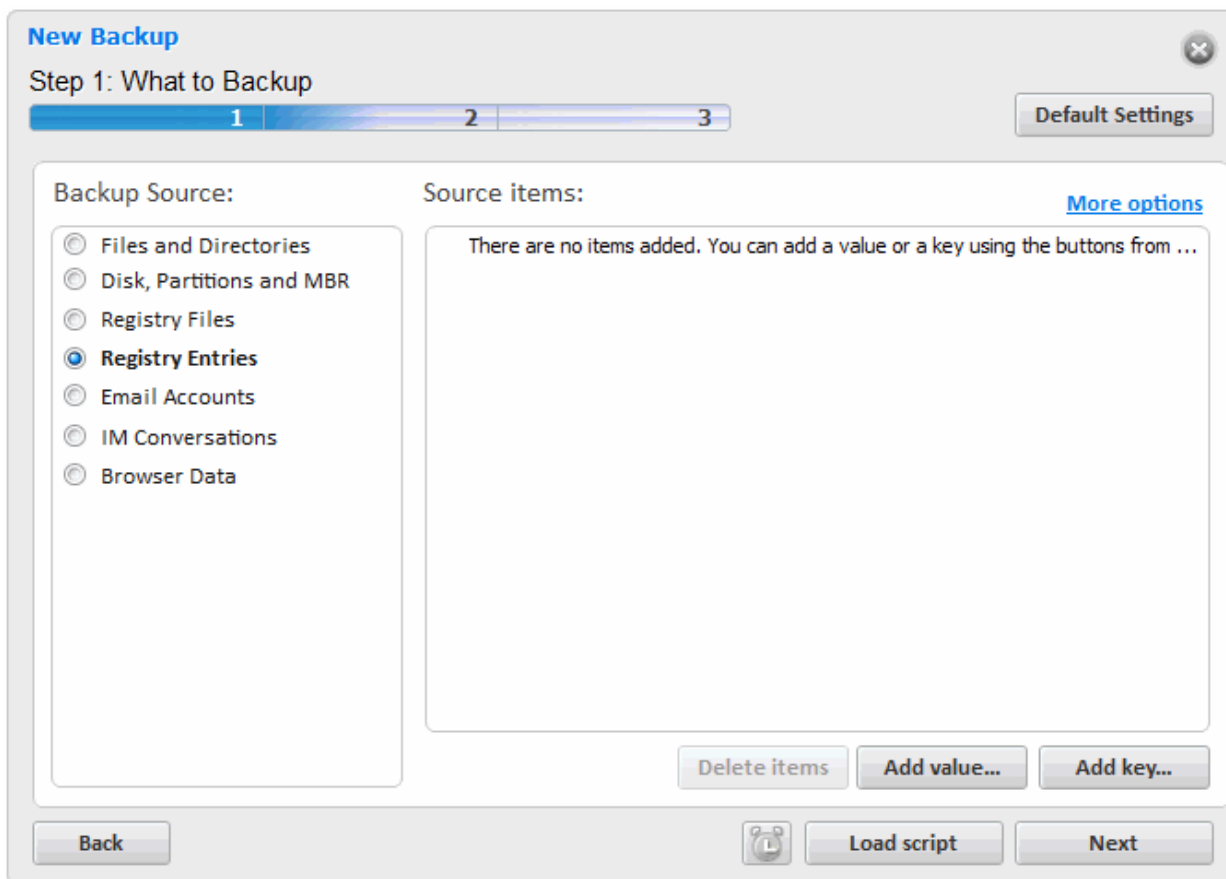 New Backup
Step 1: What to Backup
1 2 3
Default Settings
Backup Source:
Source items:
More options
Files and Directories
Disk, Partitions and MBR
Registry Files
Registry Entries
Email Accounts
IM Conversations
Browser Data
There are no items added. You can add a value or a key using the buttons from ...
Delete items
Add value...
Add key...
Back
Load script
Next